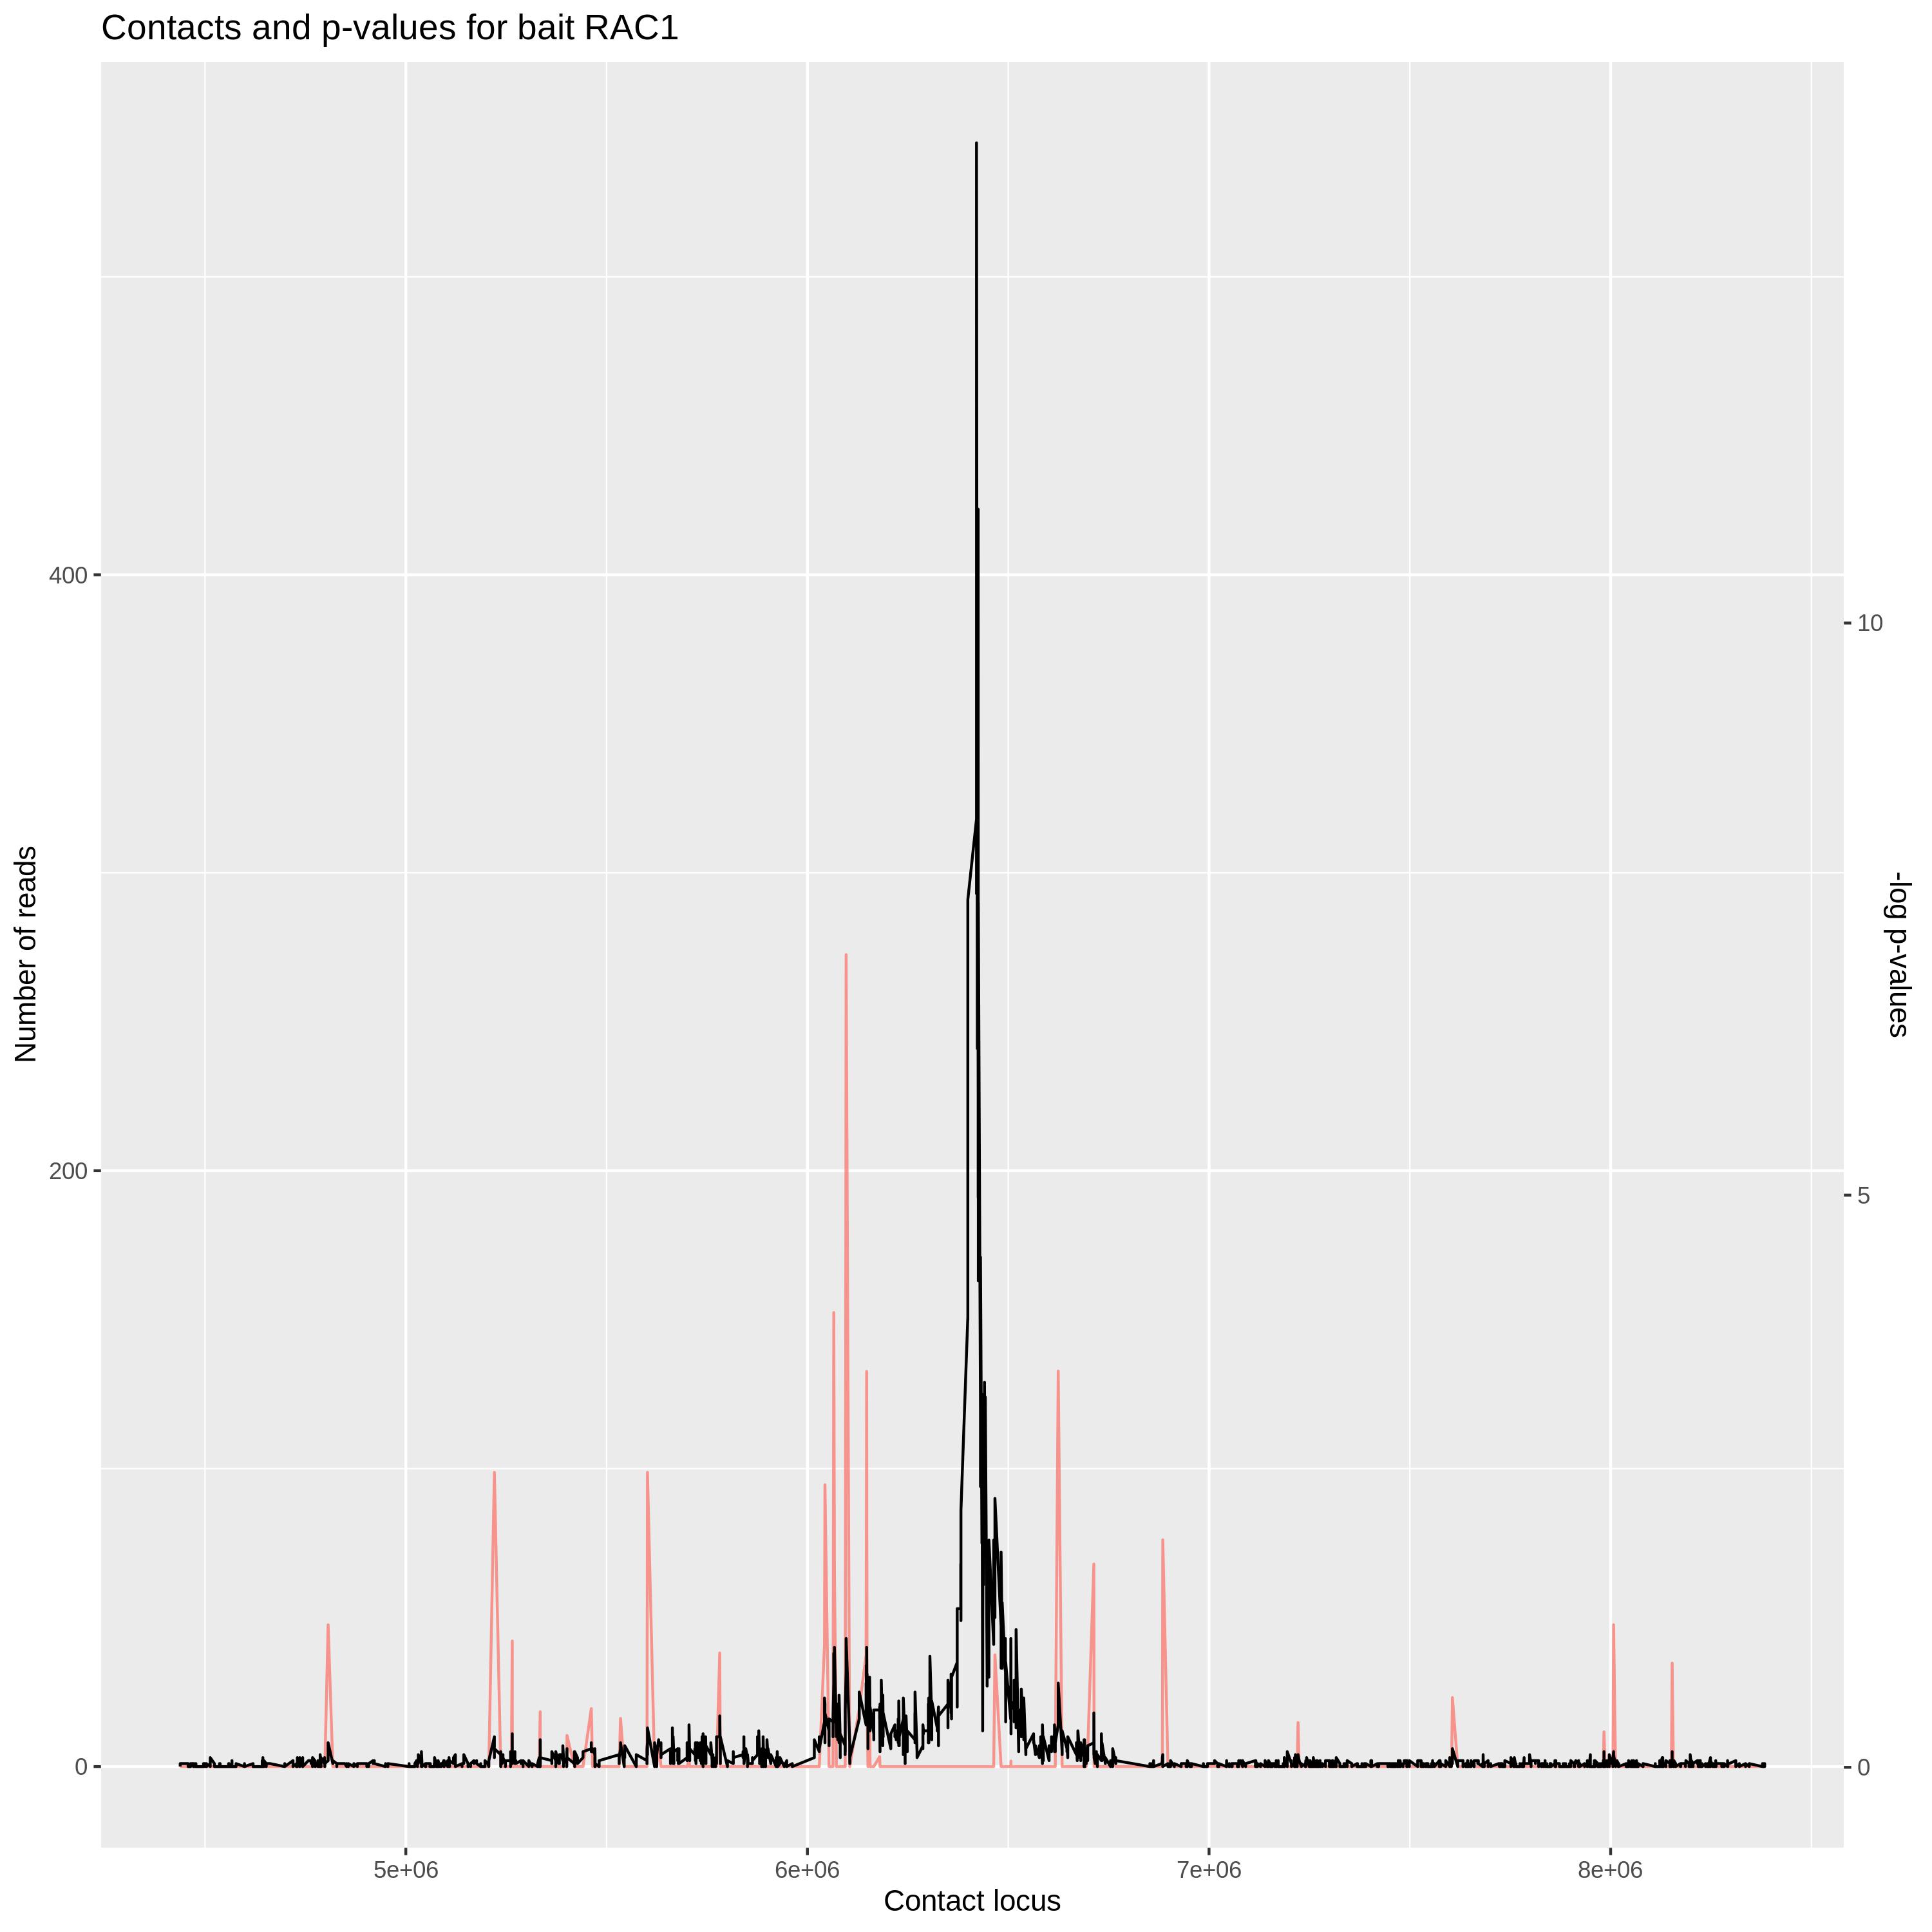 Contacts and p-values for bait RAC1
Number of reads
400
200
0
10
5
0
-log p-values
5e+06
6e+06
7e+06
8e+06
Contact locus